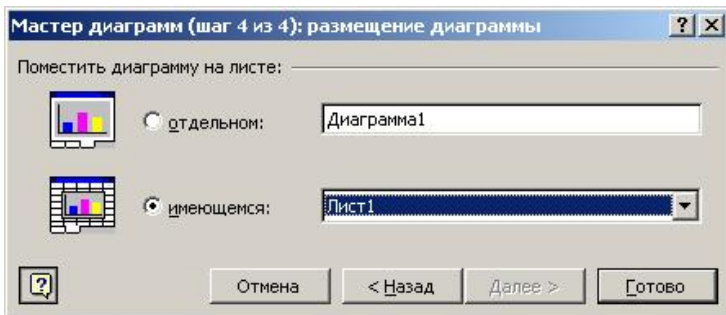 Мастер диаграмм (шаг 4 из 4): размещение диаграммы
Поместить диаграмму на листе:
отдельном: Диаграмма1
имеющемся: Лист1
Отмена < Назад Далее > Готово